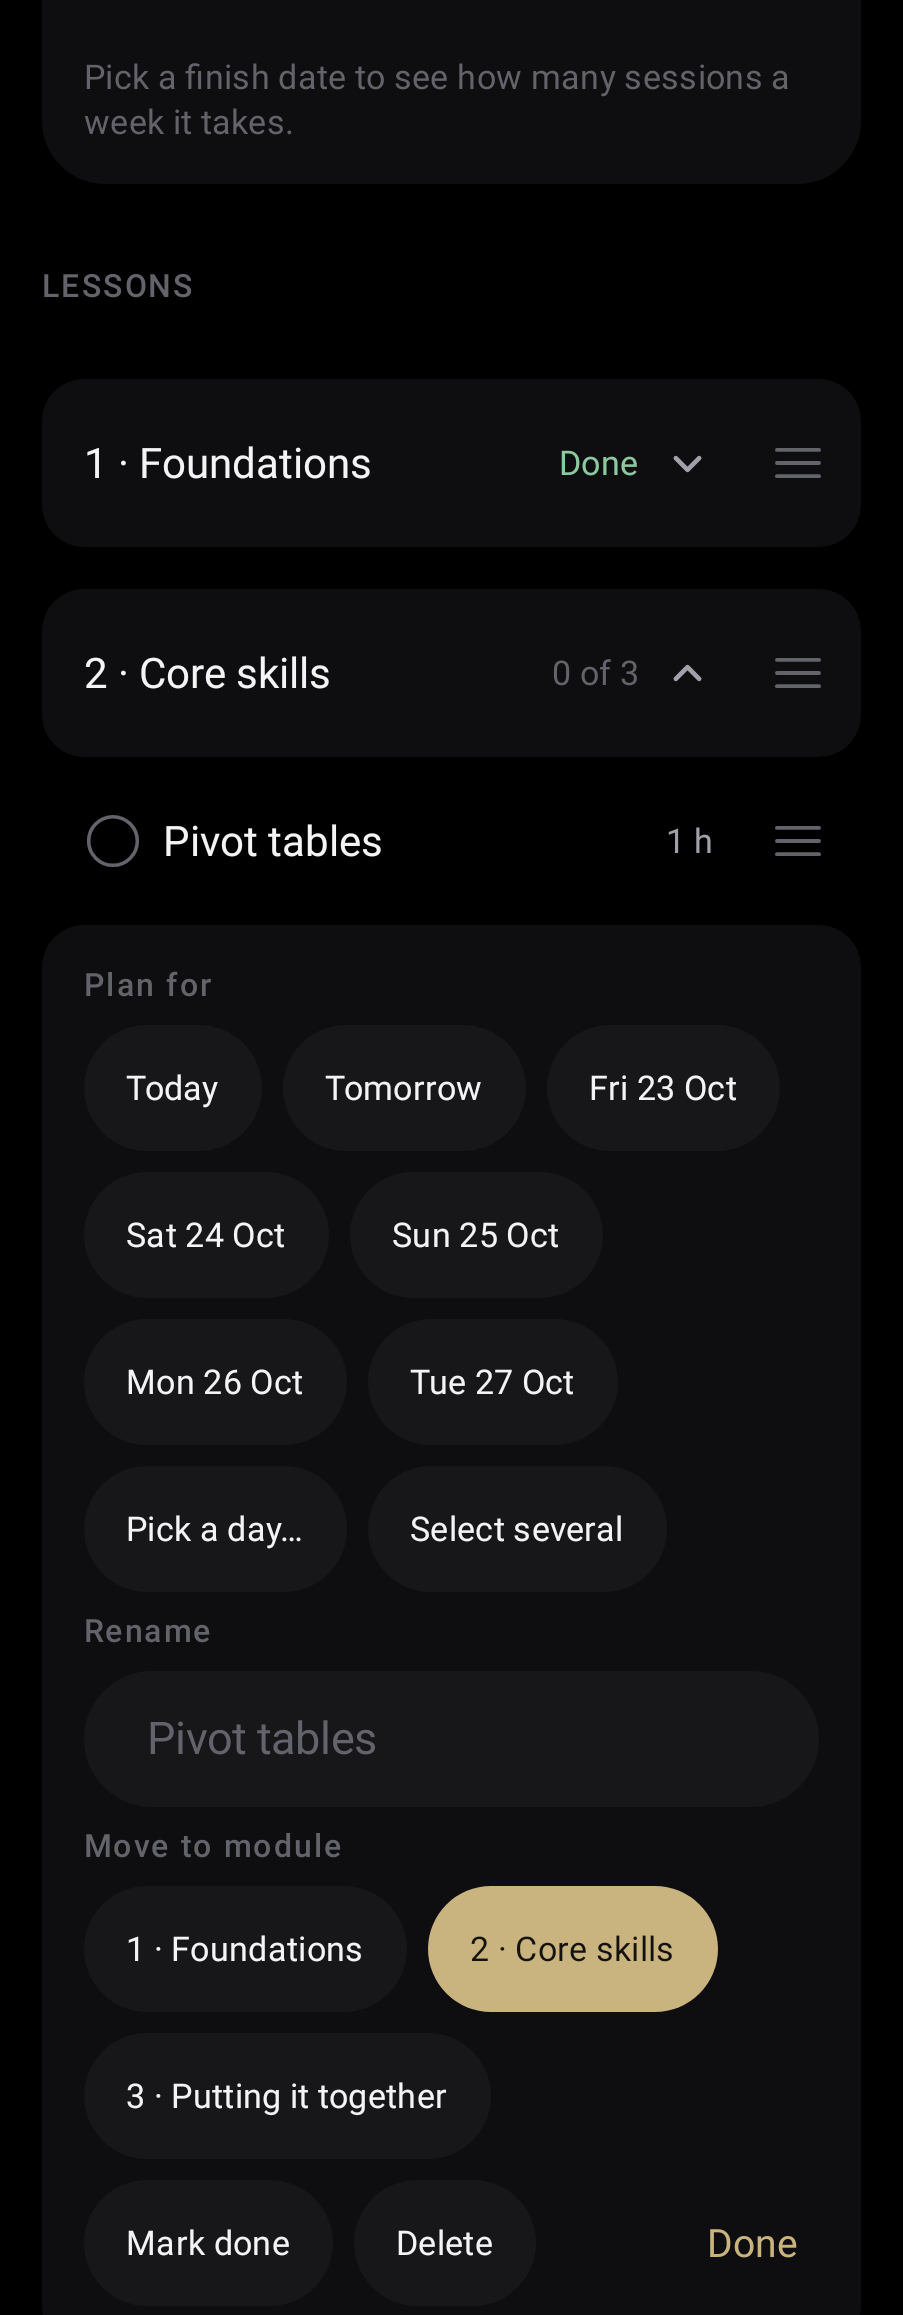 Pick a finish date to see how many sessions a
week it takes.
LESSONS
1 · Foundations Done
2 · Core skills 0 of 3
Pivot tables 1 h
Plan for
Today Tomorrow Fri 23 Oct
Sat 24 Oct Sun 25 Oct
Mon 26 Oct Tue 27 Oct
Pick a day… Select several
Rename
Pivot tables
Move to module
1 · Foundations 2 · Core skills
3 · Putting it together
Mark done Delete Done